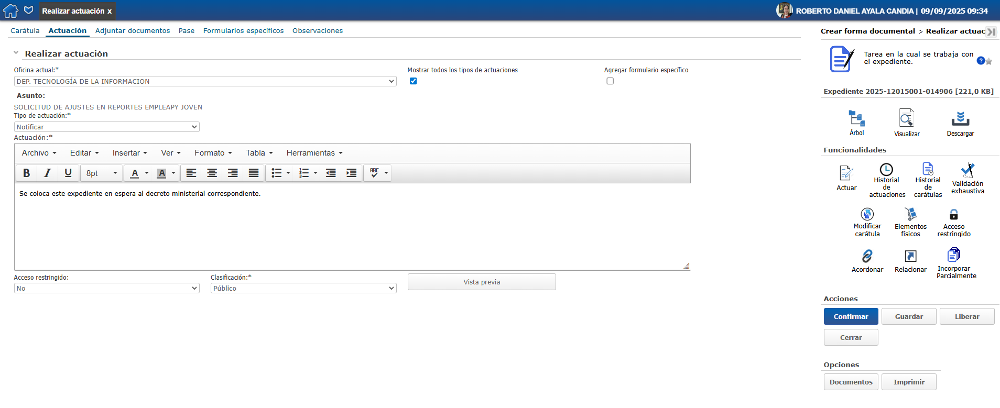 Realizar actuación x
ROBERTO DANIEL AYALA CANDIA | 09/09/2025 09:34
Carátula Actuación Adjuntar documentos Pase Formularios específicos Observaciones
Realizar actuación
Oficina actual:* Mostrar todos los tipos de actuaciones Agregar formulario específico
DEP. TECNOLOGÍA DE LA INFORMACION
Asunto:
SOLICITUD DE AJUSTES EN REPORTES EMPLEAPY JOVEN
Tipo de actuación:*
Notificar
Actuación:*
Archivo Editar Insertar Ver Formato Tabla Herramientas
B I U 8pt A A ABC
Se coloca este expediente en espera al decreto ministerial correspondiente.
Acceso restringido: Clasificación:*
No Público Vista previa
Crear forma documental > Realizar actuac
Tarea en la cual se trabaja con
el expediente.
?
Expediente 2025-12015001-014906 [221,0 KB]
Árbol Visualizar Descargar
Funcionalidades
Actuar
Historial
de
actuaciones
Historial
de
carátulas
Validación
exhaustiva
Modificar
carátula
Elementos
físicos
Acceso
restringido
Acordonar
Relacionar
Incorporar
Parcialmente
Acciones
Confirmar Guardar Liberar
Cerrar
Opciones
Documentos Imprimir